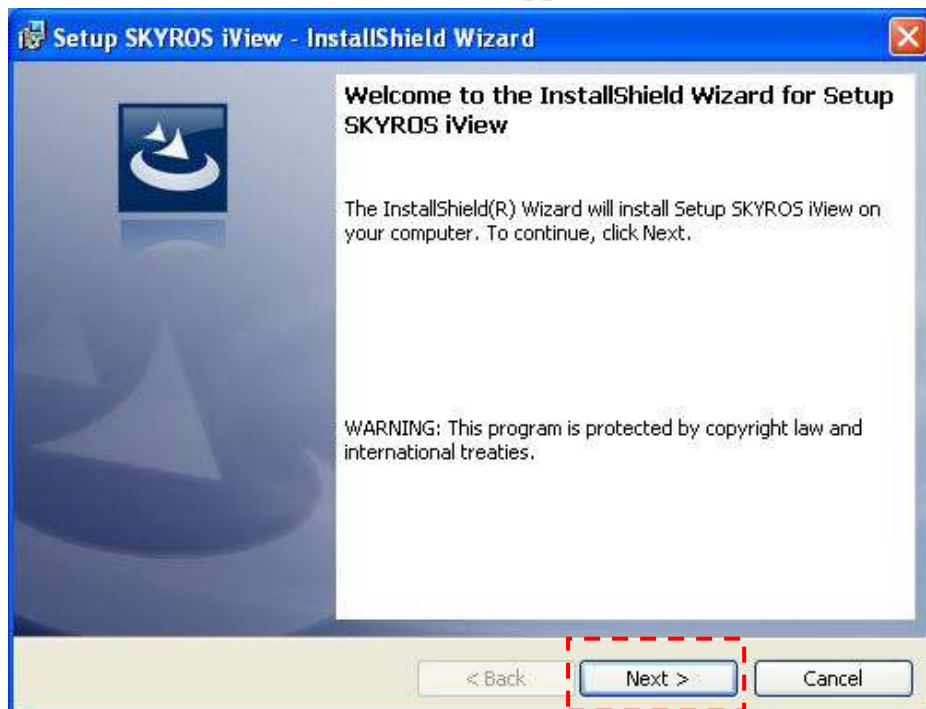 Setup SKYROS iView - InstallShield Wizard
Welcome to the InstallShield Wizard for Setup
SKYROS iView
The InstallShield(R) Wizard will install Setup SKYROS iView on
your computer. To continue, click Next.
WARNING: This program is protected by copyright law and
international treaties.
< Back
Next >
Cancel